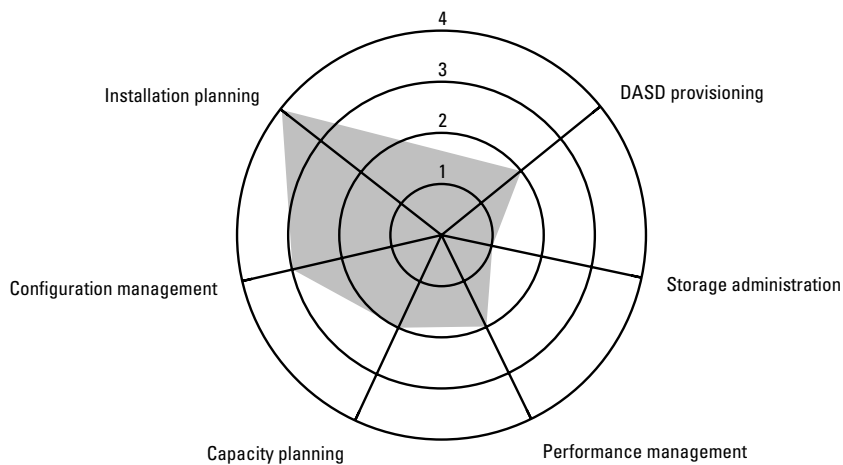 4
3
Installation planning
DASD provisioning
2
1
Configuration management
Storage administration
Capacity planning
Performance management